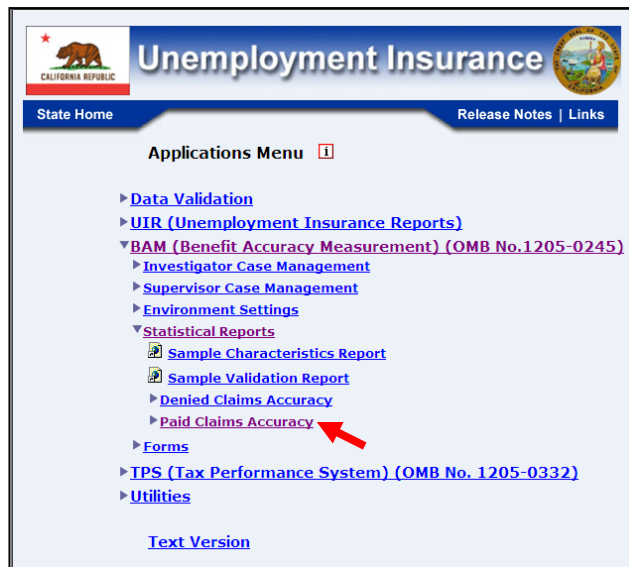 CALIFORNIA REPUBLIC
Unemployment Insurance
State Home
Release Notes | Links
Applications Menu i
Data Validation
UIR (Unemployment Insurance Reports)
BAM (Benefit Accuracy Measurement) (OMB No.1205-0245)
Investigator Case Management
Supervisor Case Management
Environment Settings
Statistical Reports
Sample Characteristics Report
Sample Validation Report
Denied Claims Accuracy
Paid Claims Accuracy
Forms
TPS (Tax Performance System) (OMB No. 1205-0332)
Utilities
Text Version